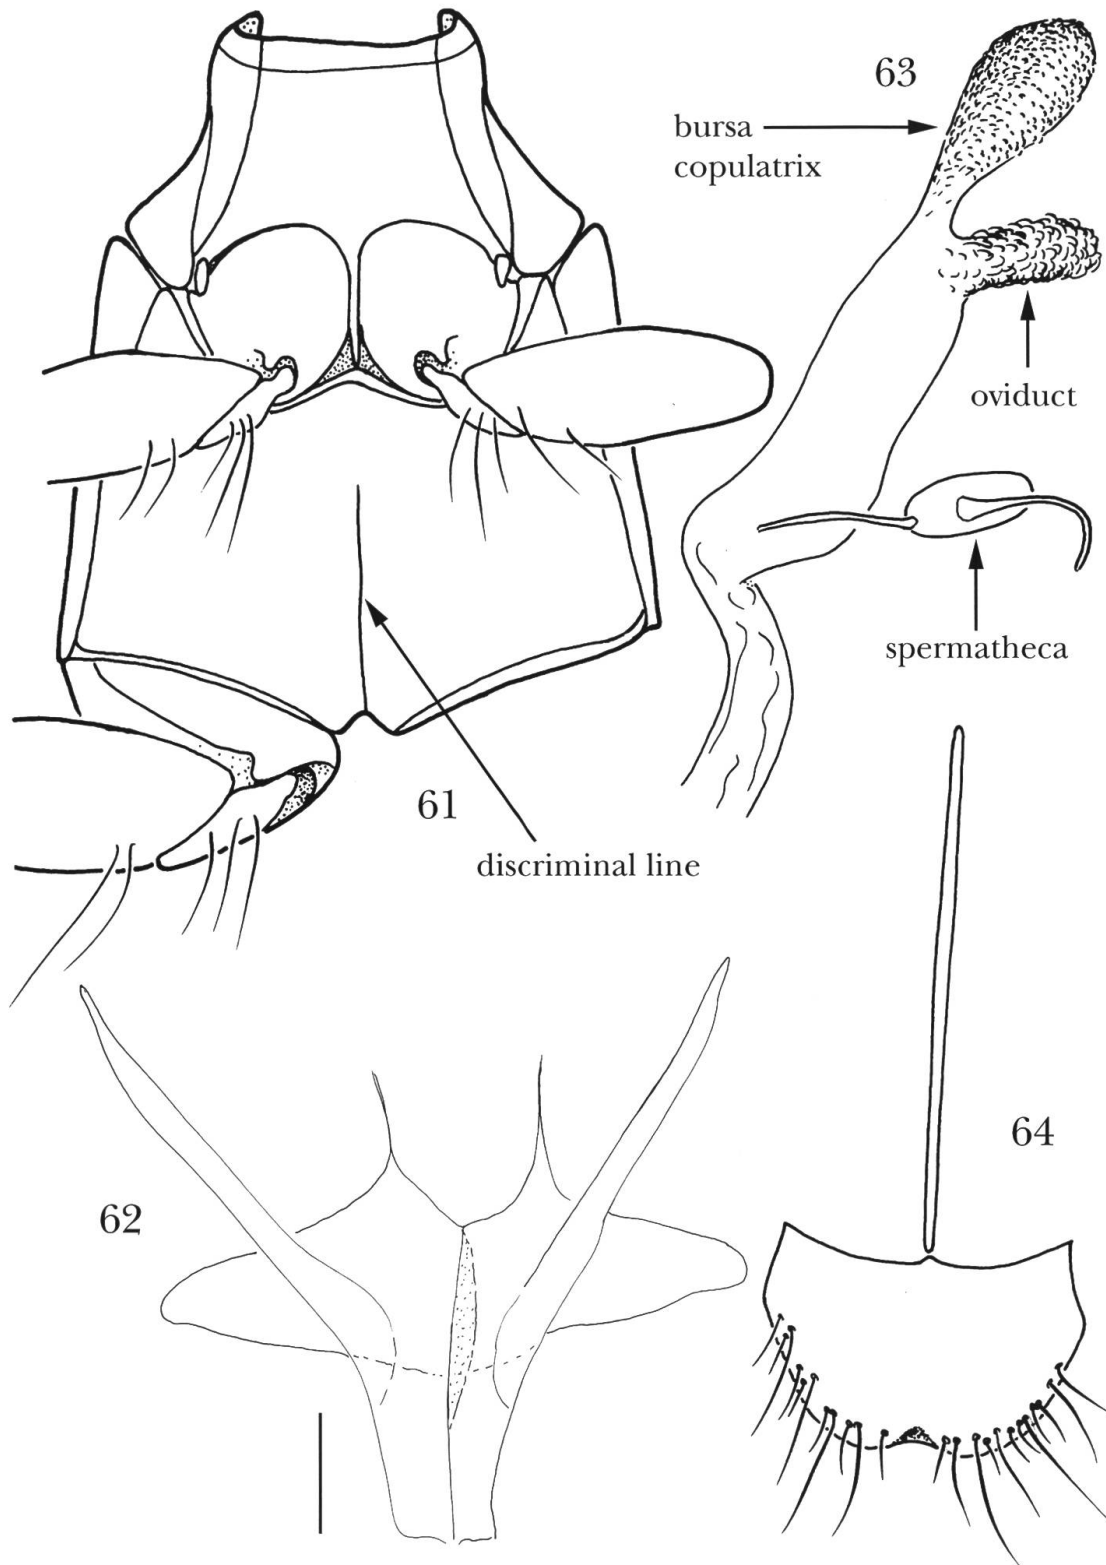 63
bursa
copulatrix
oviduct
spermatheca
61
discriminal line
64
62